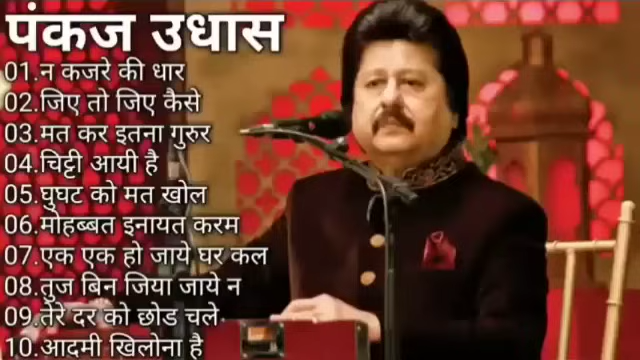 पंकज उधास
01.न कजरे की धार
02.जिए तो जिए कैसे
03.मत कर इतना गुरुर
04.चिट्टी आयी है
05.घुघट को मत खोल
06.मोहब्बत इनायत करम
07.एक एक हो जाये घर कल
08.तुज बिन जिया जाये न
09.तेरे दर को छोड चले
10.आदमी खिलोना है